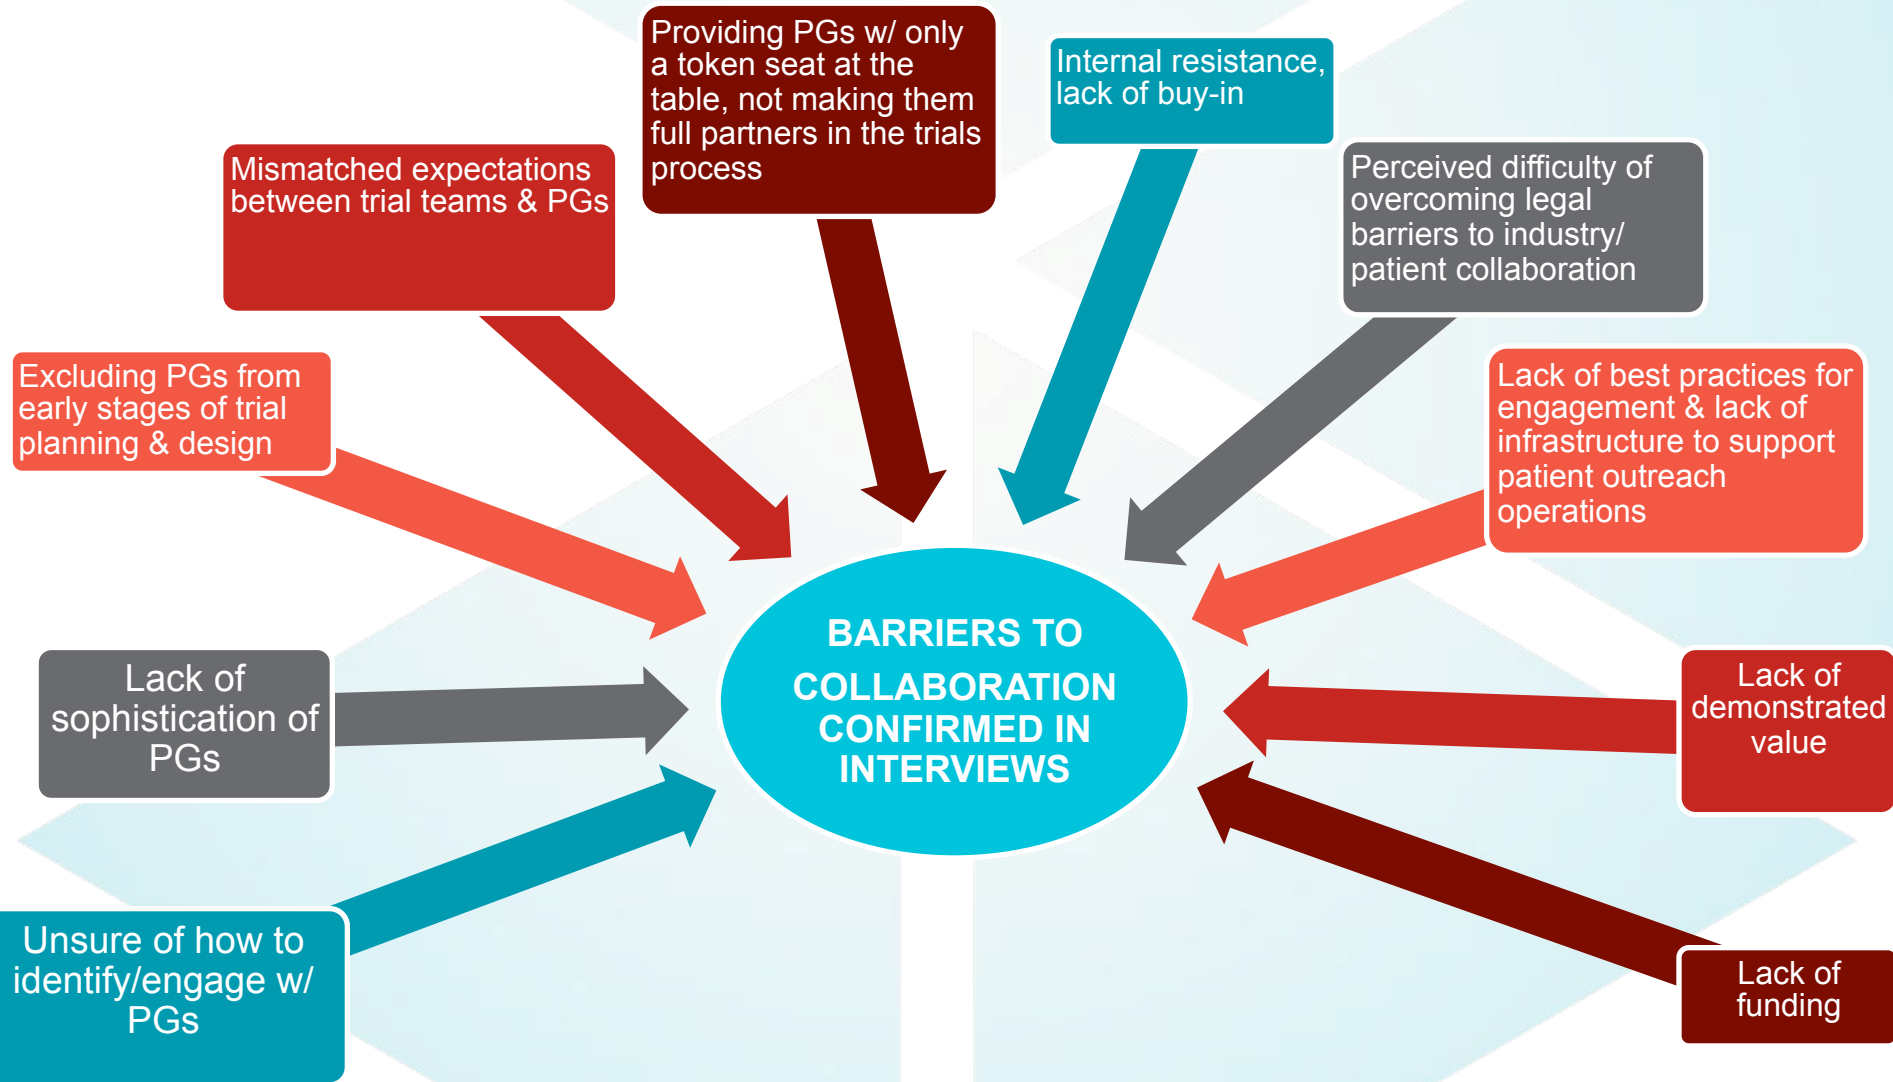 Providing PGs w/ only
a token seat at the
table, not making them
full partners in the trials
process
Internal resistance,
lack of buy-in
Mismatched expectations
between trial teams & PGs
Perceived difficulty of
overcoming legal
barriers to industry/
patient collaboration
Excluding PGs from
early stages of trial
planning & design
Lack of best practices for
engagement & lack of
infrastructure to support
patient outreach
operations
BARRIERS TO
COLLABORATION
CONFIRMED IN
INTERVIEWS
Lack of
sophistication of
PGs
Lack of
demonstrated
value
Unsure of how to
identify/engage w/
PGs
Lack of
funding